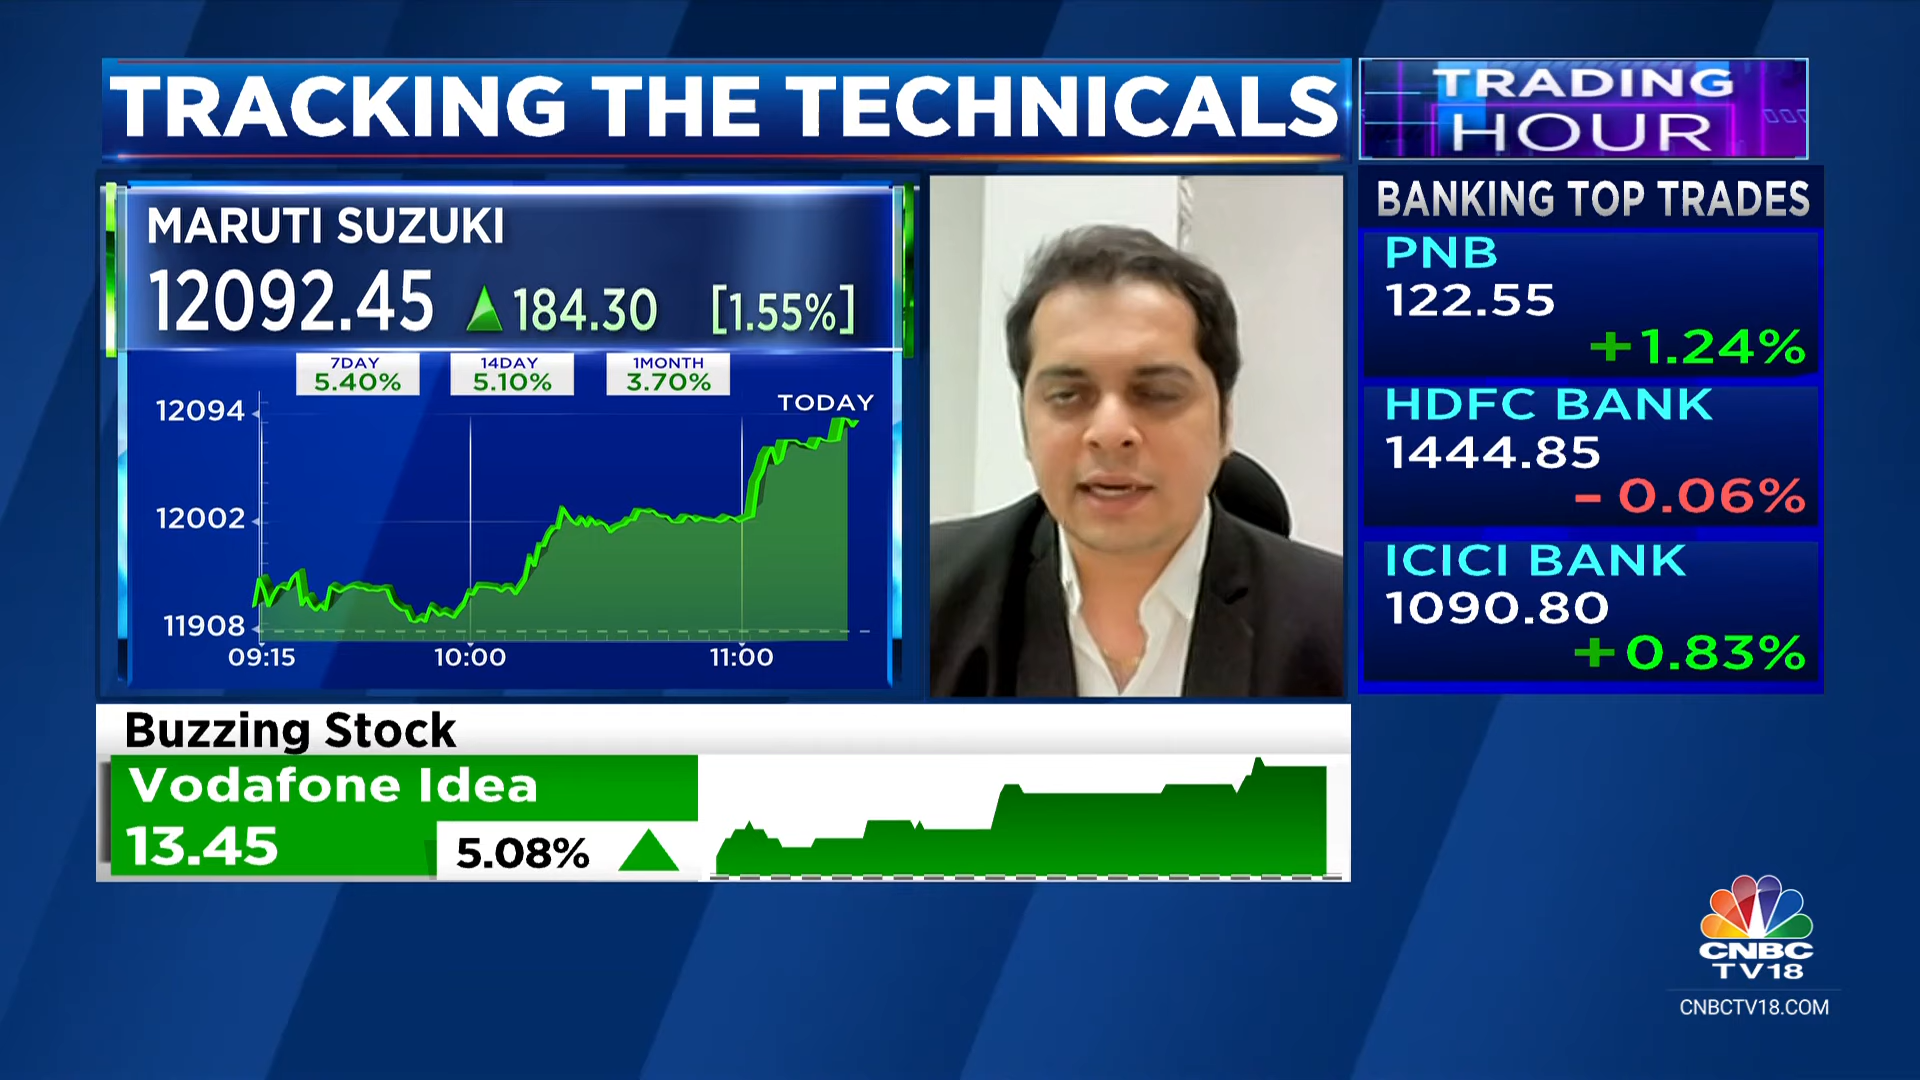 TRACKING THE TECHNICALS
TRADING
HOUR
MARUTI SUZUKI
12092.45 ▲ 184.30 [1.55%]
7DAY
5.40%
14DAY
5.10%
1MONTH
3.70%
TODAY
12094
12002
11908
09:15 10:00 11:00
BANKING TOP TRADES
PNB
122.55
+1.24%
HDFC BANK
1444.85
- 0.06%
ICICI BANK
1090.80
+0.83%
Buzzing Stock
Vodafone Idea
13.45
5.08% ▲
CNBC
TV18
CNBCTV18.COM